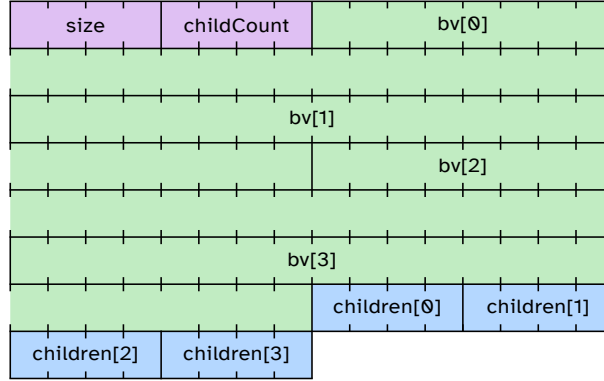 size childCount bv[0]
bv[1]
bv[2]
bv[3]
children[0] children[1]
children[2] children[3]